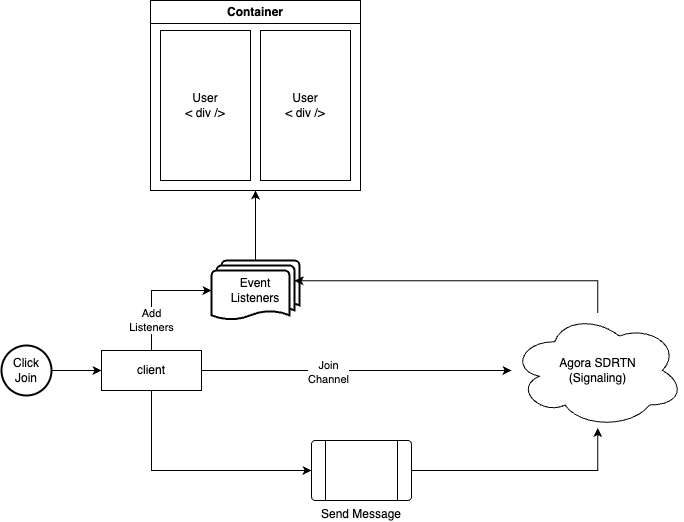 Container
User
< div />
User
< div />
Event
Listeners
Add
Listeners
Click
Join
client
Join
Channel
Agora SDRTN
(Signaling)
Send Message